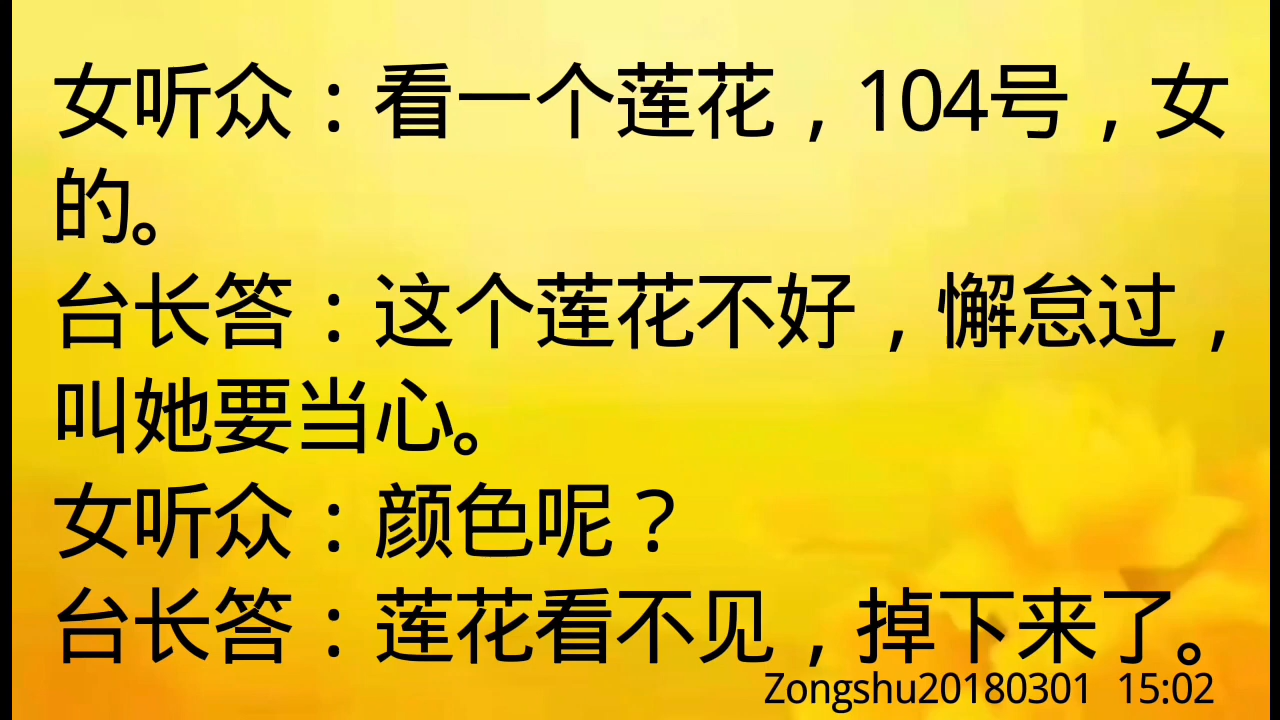 女听众：看一个莲花，104号，女
的。
台长答：这个莲花不好，懈怠过，
叫她要当心。
女听众：颜色呢？
台长答：莲花看不见，掉下来了。
Zongshu20180301 15:02